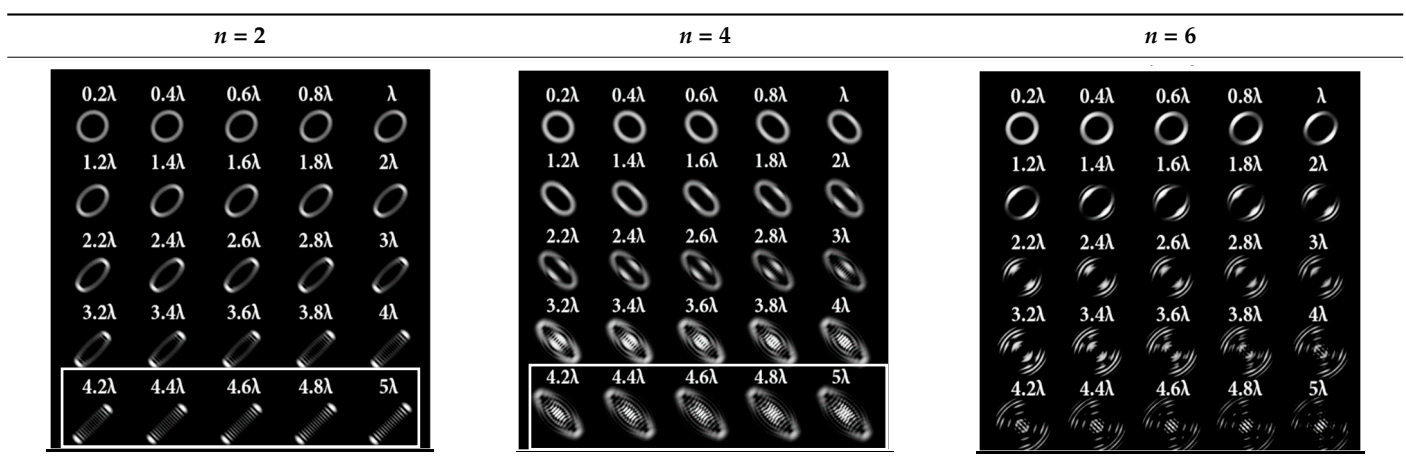 n = 2 n = 4 n = 6
0.2λ 0.4λ 0.6λ 0.8λ λ 0.2λ 0.4λ 0.6λ 0.8λ λ 0.2λ 0.4λ 0.6λ 0.8λ λ
1.2λ 1.4λ 1.6λ 1.8λ 2λ 1.2λ 1.4λ 1.6λ 1.8λ 2λ 1.2λ 1.4λ 1.6λ 1.8λ 2λ
2.2λ 2.4λ 2.6λ 2.8λ 3λ 2.2λ 2.4λ 2.6λ 2.8λ 3λ 2.2λ 2.4λ 2.6λ 2.8λ 3λ
3.2λ 3.4λ 3.6λ 3.8λ 4λ 3.2λ 3.4λ 3.6λ 3.8λ 4λ 3.2λ 3.4λ 3.6λ 3.8λ 4λ
4.2λ 4.4λ 4.6λ 4.8λ 5λ 4.2λ 4.4λ 4.6λ 4.8λ 5λ 4.2λ 4.4λ 4.6λ 4.8λ 5λ